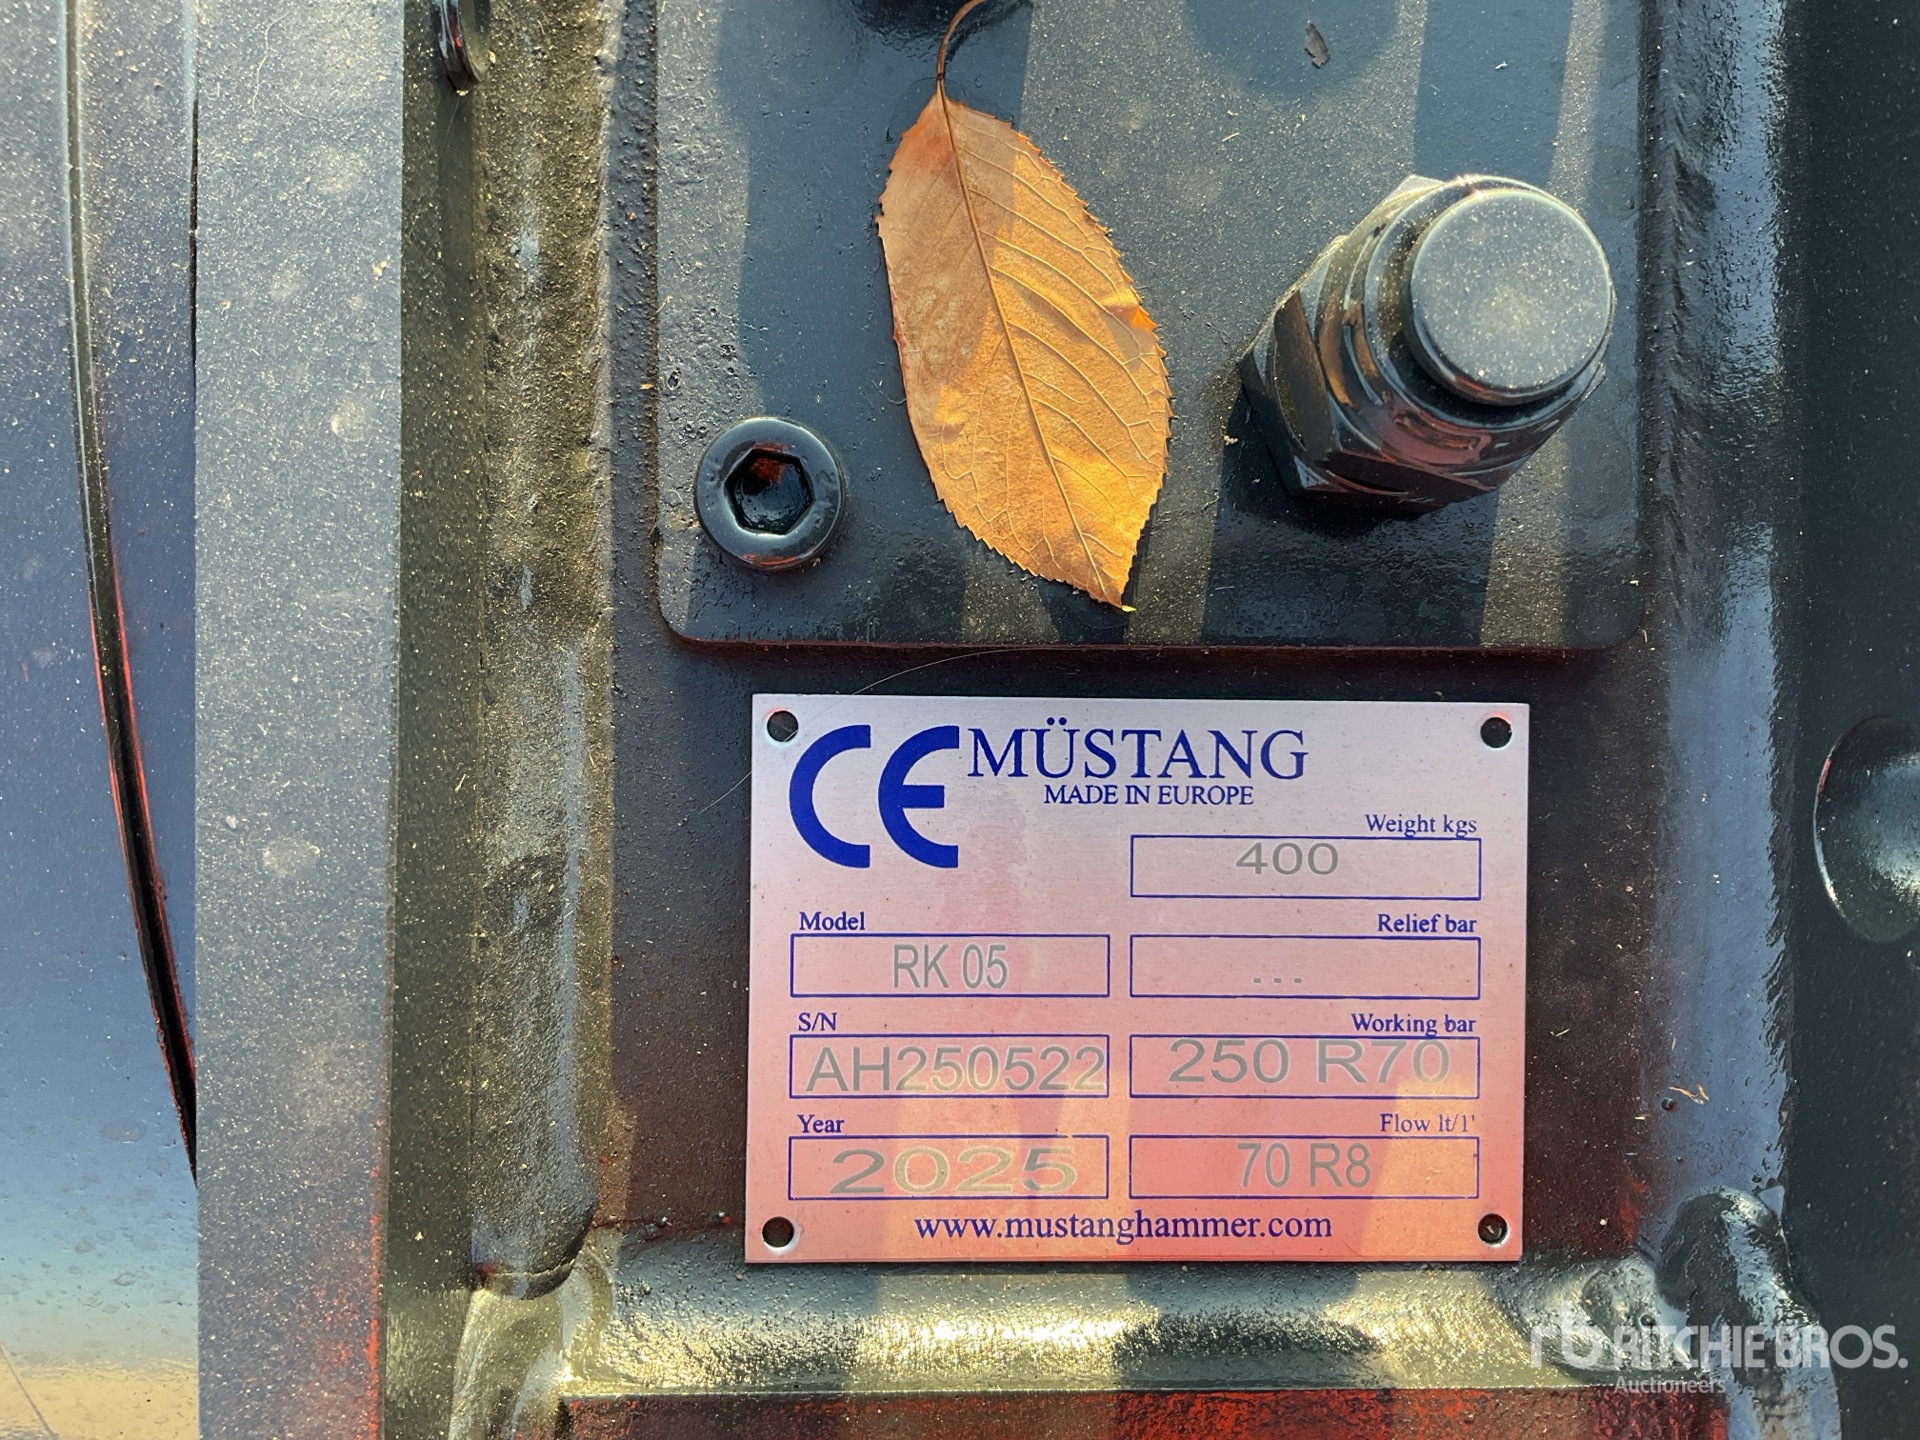 CE MÜSTANG
MADE IN EUROPE
Weight kgs
400
Model
RK 05
Relief bar
...
S/N
AH250522
Working bar
250 R70
Year
2025
Flow lt/1'
70 R8
www.mustanghammer.com
rb RITCHIE BROS.
Auctioneers